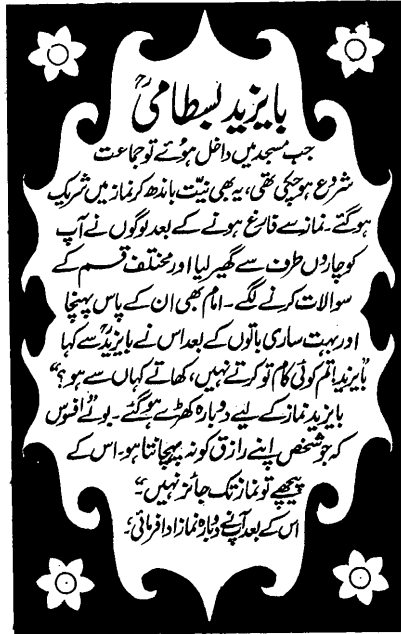 بایزید بسطامیؒ
جب مسجد میں داخل ہوئے تو جماعت
شروع ہو چکی تھی، یہ بھی نیّت باندھ کر نماز میں شریک
ہو گئے۔ نماز سے فارغ ہونے کے بعد لوگوں نے آپ
کو چاروں طرف سے گھیر لیا اور مختلف قسم کے
سوالات کرنے لگے۔ امام بھی ان کے پاس پہنچا
اور بہت ساری باتوں کے بعد اس نے بایزیدؒ سے کہا
"بایزید! تم کوئی کام تو کرتے نہیں، کھاتے کہاں سے ہو؟"
بایزید نماز کے لیے دوبارہ کھڑے ہو گئے۔ بولے "افسوس
کہ جو شخص اپنے رازق کو نہ پہچانتا ہو۔ اس کے
پیچھے تو نماز تک جائز نہیں۔"
اس کے بعد آپ نے دوبارہ نماز ادا فرمائی۔